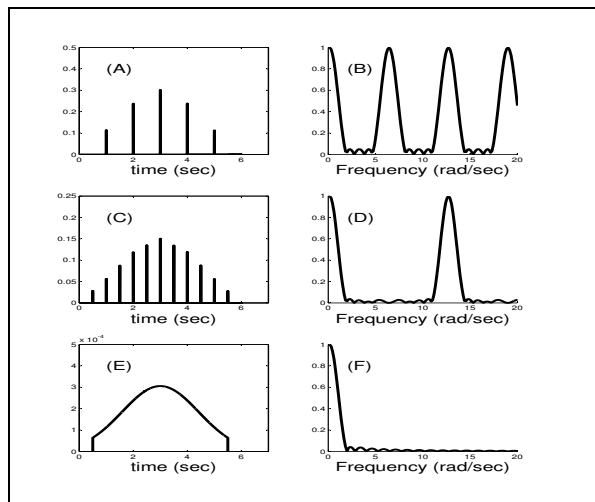 0.5
0.4
0.3
0.2
0.1
0
0 2 4 6
(A)
time (sec)
1
0.8
0.6
0.4
0.2
0
0 5 10 15 20
(B)
Frequency (rad/sec)
0.25
0.2
0.15
0.1
0.05
0
0 2 4 6
(C)
time (sec)
1
0.8
0.6
0.4
0.2
0
0 5 10 15 20
(D)
Frequency (rad/sec)
x 10⁻⁴
5
4
3
2
1
0
0 2 4 6
(E)
time (sec)
1
0.8
0.6
0.4
0.2
0
0 5 10 15 20
(F)
Frequency (rad/sec)